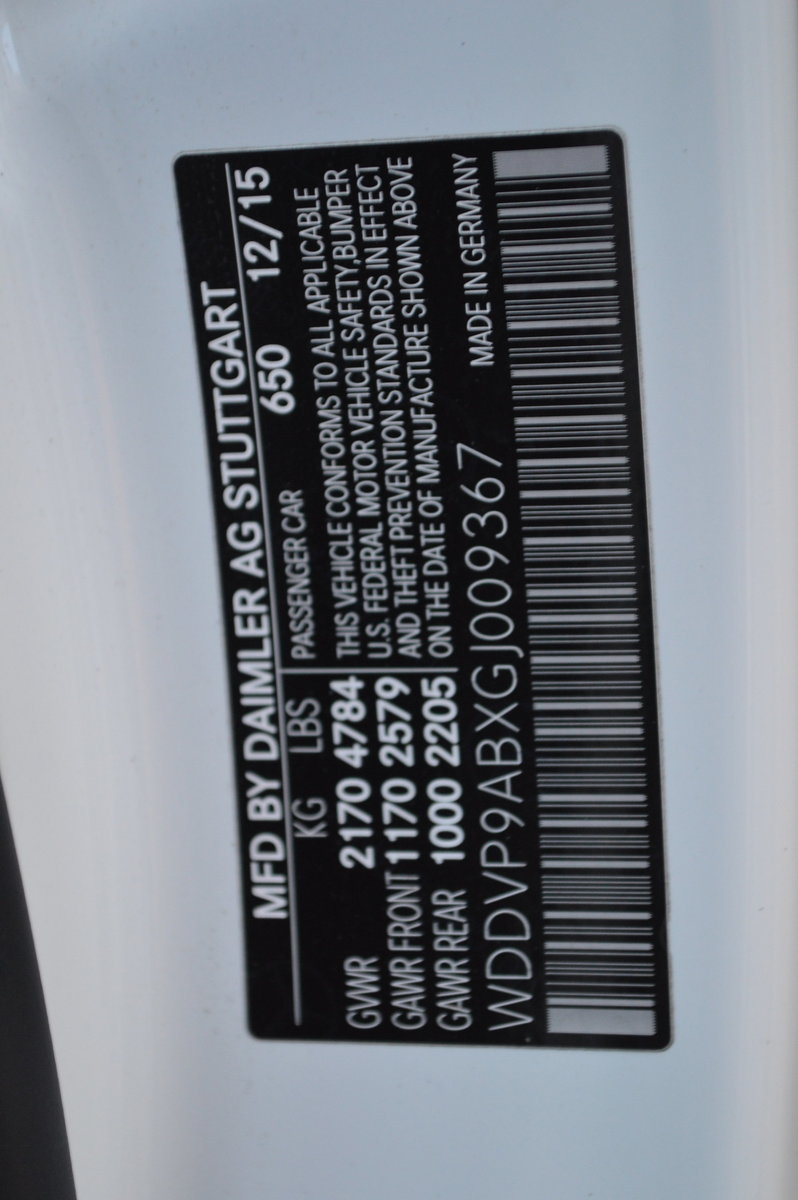 MFD BY DAIMLER AG STUTTGART
KG LBS 650 12/15
PASSENGER CAR
GVWR 2170 4784 THIS VEHICLE CONFORMS TO ALL APPLICABLE
U.S. FEDERAL MOTOR VEHICLE SAFETY,BUMPER
GAWR FRONT 1170 2579 AND THEFT PREVENTION STANDARDS IN EFFECT
GAWR REAR 1000 2205 ON THE DATE OF MANUFACTURE SHOWN ABOVE
WDDVP9ABXGJ009367 MADE IN GERMANY